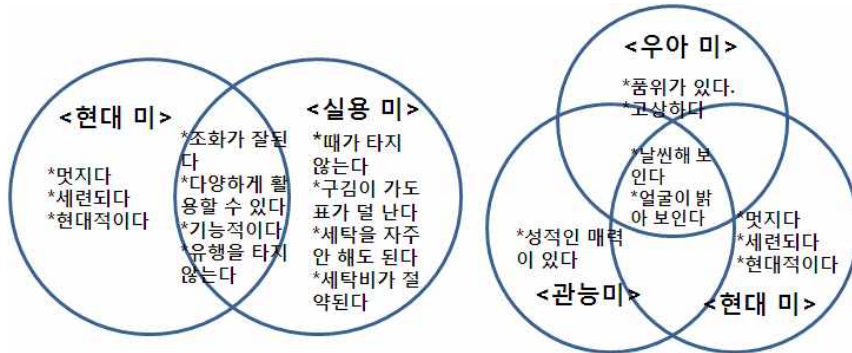 <현대 미>
*멋지다
*세련되다
*현대적이다
*조화가 잘된
다
*다양하게 활
용할 수 있다
*기능적이다
*유행을 타지
않는다
<실용 미>
*때가 타지
않는다
*구김이 가도
표가 덜 난다
*세탁을 자주
안 해도 된다
*세탁비가 절
약된다
<우아 미>
*품위가 있다.
*고상하다
*날씬해 보
인다
*얼굴이 밝
아 보인다
*성적인 매력
이 있다
<관능미>
*멋지다
*세련되다
*현대적이다
<현대 미>